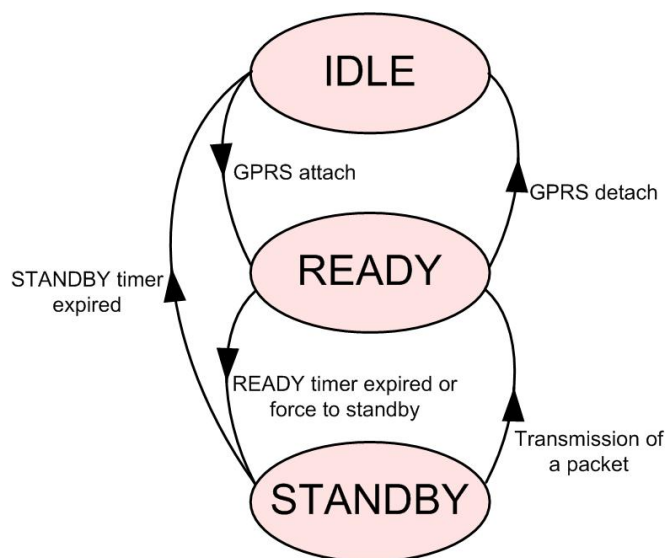 IDLE
GPRS attach
GPRS detach
READY
STANDBY timer
expired
READY timer expired or
force to standby
Transmission of
a packet
STANDBY